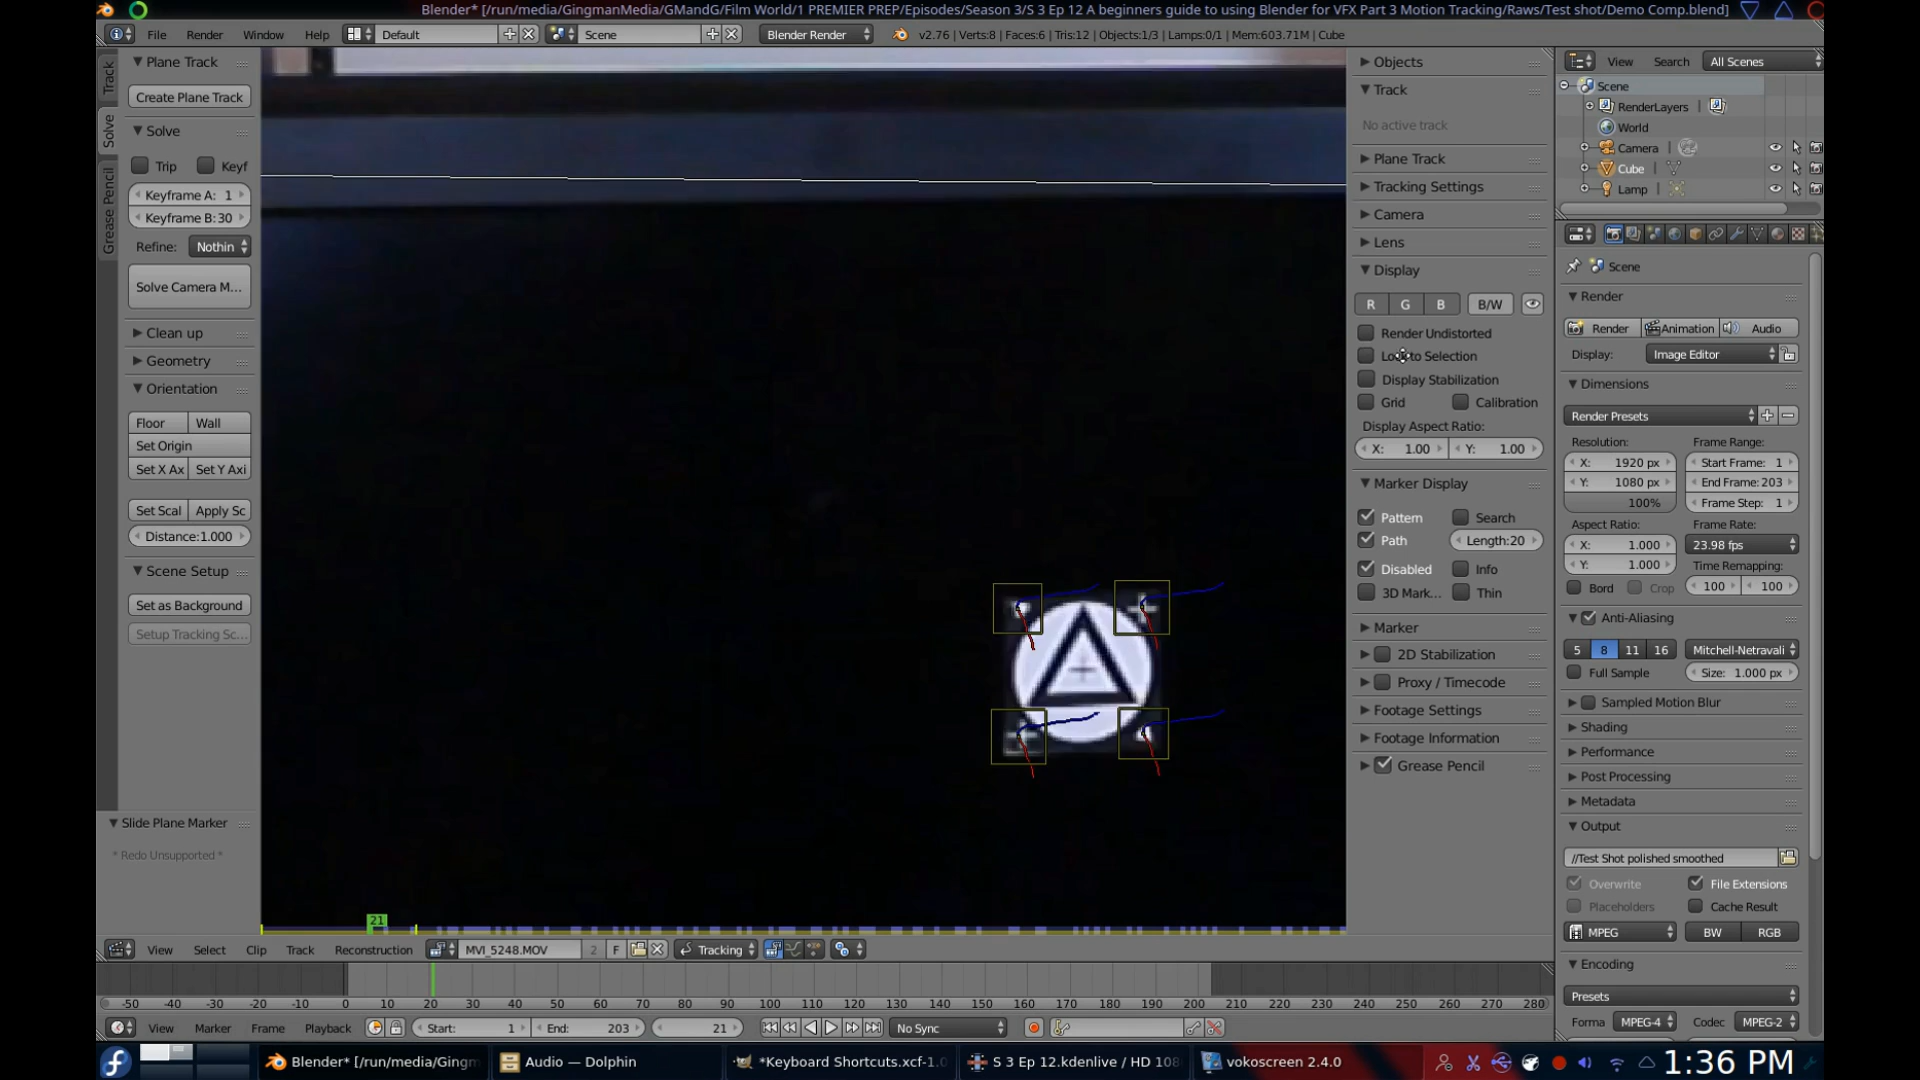 Blender* [/run/media/GingmanMedia/GMandG/Film World/1 PREMIER PREP/Episodes/Season 3/S 3 Ep 12 A beginners guide to using Blender for VFX Part 3 Motion Tracking/Raws/Test shot/Demo Comp.blend]
File Render Window Help Default Scene Blender Render v2.76 | Verts:8 | Faces:6 | Tris:12 | Objects:1/3 | Lamps:0/1 | Mem:603.71M | Cube
Track
Solve
Grease Pencil
Plane Track
Create Plane Track
Solve
Trip Keyf
Keyframe A: 1
Keyframe B: 30
Refine: Nothin
Solve Camera M...
Clean up
Geometry
Orientation
Floor Wall
Set Origin
Set X Ax Set Y Axi
Set Scal Apply Sc
Distance:1.000
Scene Setup
Set as Background
Setup Tracking Sc...
Slide Plane Marker
* Redo Unsupported *
21
Objects
Track
No active track
Plane Track
Tracking Settings
Camera
Lens
Display
R G B B/W
Render Undistorted
to Selection
Display Stabilization
Grid Calibration
Display Aspect Ratio:
X: 1.00 Y: 1.00
Marker Display
Pattern Search
Path Length:20
Disabled Info
3D Mark... Thin
Marker
2D Stabilization
Proxy / Timecode
Footage Settings
Footage Information
Grease Pencil
View Search All Scenes
Scene
RenderLayers
World
Camera
Cube
Lamp
Scene
Render
Render Animation Audio
Display: Image Editor
Dimensions
Render Presets
Resolution: Frame Range:
X: 1920 px Start Frame: 1
Y: 1080 px End Frame: 203
100% Frame Step: 1
Aspect Ratio: Frame Rate:
X: 1.000 23.98 fps
Y: 1.000 Time Remapping:
Bord Crop 100 100
Anti-Aliasing
5 8 11 16 Mitchell-Netravali
Full Sample Size: 1.000 px
Sampled Motion Blur
Shading
Performance
Post Processing
Metadata
Output
//Test Shot polished smoothed
Overwrite File Extensions
Placeholders Cache Result
MPEG BW RGB
Encoding
Presets
Forma MPEG-4 Codec MPEG-2
View Select Clip Track Reconstruction MVI_5248.MOV 2 F Tracking
-50 -40 -30 -20 -10 0 10 20 30 40 50 60 70 80 90 100 110 120 130 140 150 160 170 180 190 200 210 220 230 240 250 260 270 280
View Marker Frame Playback Start: 1 End: 203 21 No Sync
Blender* [/run/media/Gingm Audio — Dolphin *Keyboard Shortcuts.xcf-1.0 S 3 Ep 12.kdenlive / HD 108 vokoscreen 2.4.0 1:36 PM